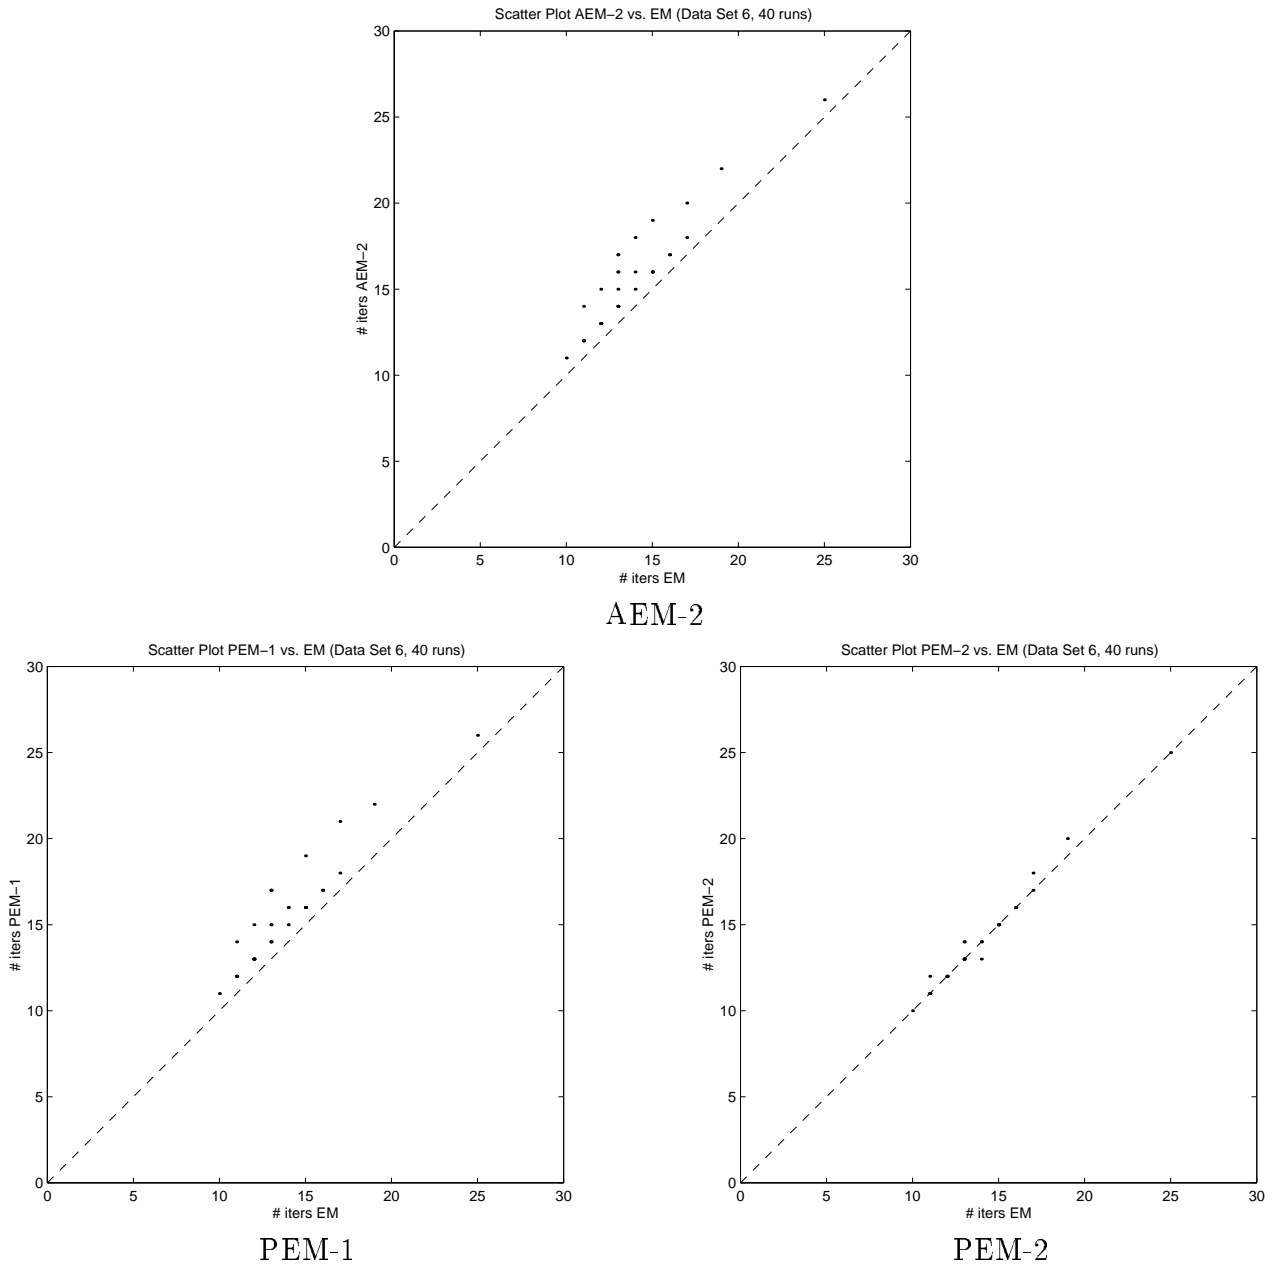 Scatter Plot AEM−2 vs. EM (Data Set 6, 40 runs)
30
25
20
15
10
5
0
# iters AEM−2
0 5 10 15 20 25 30
# iters EM
AEM-2
Scatter Plot PEM−1 vs. EM (Data Set 6, 40 runs)
30
25
20
15
10
5
0
# iters PEM−1
0 5 10 15 20 25 30
# iters EM
PEM-1
Scatter Plot PEM−2 vs. EM (Data Set 6, 40 runs)
30
25
20
15
10
5
0
# iters PEM−2
0 5 10 15 20 25 30
# iters EM
PEM-2